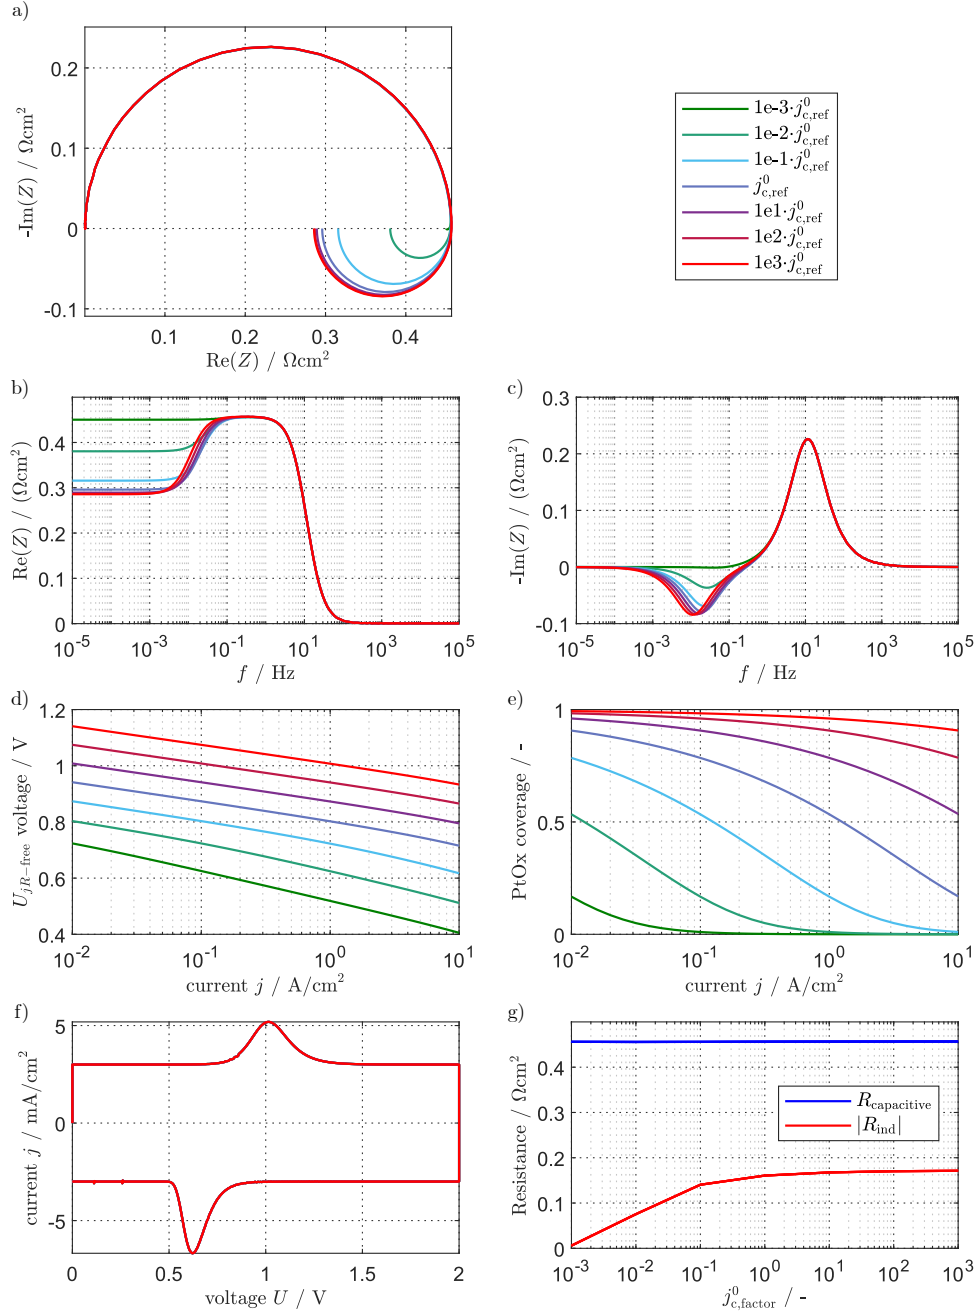 a)
-Im(Z) / Ωcm²
0.2
0.1
0
-0.1
0.1 0.2 0.3 0.4
Re(Z) / Ωcm²
1e-3·j⁰c,ref
1e-2·j⁰c,ref
1e-1·j⁰c,ref
j⁰c,ref
1e1·j⁰c,ref
1e2·j⁰c,ref
1e3·j⁰c,ref
b)
Re(Z) / (Ωcm²)
0.4
0.3
0.2
0.1
0
10⁻⁵ 10⁻³ 10⁻¹ 10¹ 10³ 10⁵
f / Hz
c)
-Im(Z) / (Ωcm²)
0.3
0.2
0.1
0
-0.1
10⁻⁵ 10⁻³ 10⁻¹ 10¹ 10³ 10⁵
f / Hz
d)
U_jR−free voltage / V
1.2
1
0.8
0.6
0.4
10⁻² 10⁻¹ 10⁰ 10¹
current j / A/cm²
e)
PtOx coverage / -
1
0.5
0
10⁻² 10⁻¹ 10⁰ 10¹
current j / A/cm²
f)
current j / mA/cm²
5
0
-5
0 0.5 1 1.5 2
voltage U / V
g)
Resistance / Ωcm²
0.4
0.3
0.2
0.1
0
R_capacitive
|R_ind|
10⁻³ 10⁻² 10⁻¹ 10⁰ 10¹ 10² 10³
j⁰c,factor / -